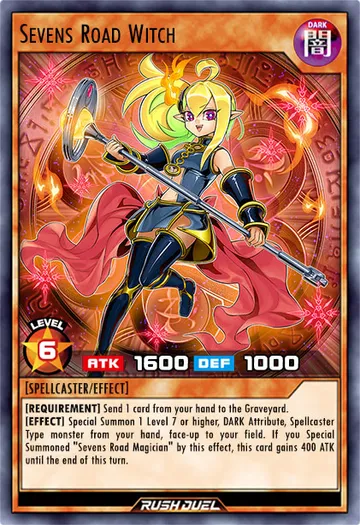 Sevens Road Witch
DARK
闇
LEVEL
6
ATK 1600 DEF 1000
[SPELLCASTER/EFFECT]
[REQUIREMENT] Send 1 card from your hand to the Graveyard.
[EFFECT] Special Summon 1 Level 7 or higher, DARK Attribute, Spellcaster
Type monster from your hand, face-up to your field. If you Special
Summoned "Sevens Road Magician" by this effect, this card gains 400 ATK
until the end of this turn.
RUSH DUEL